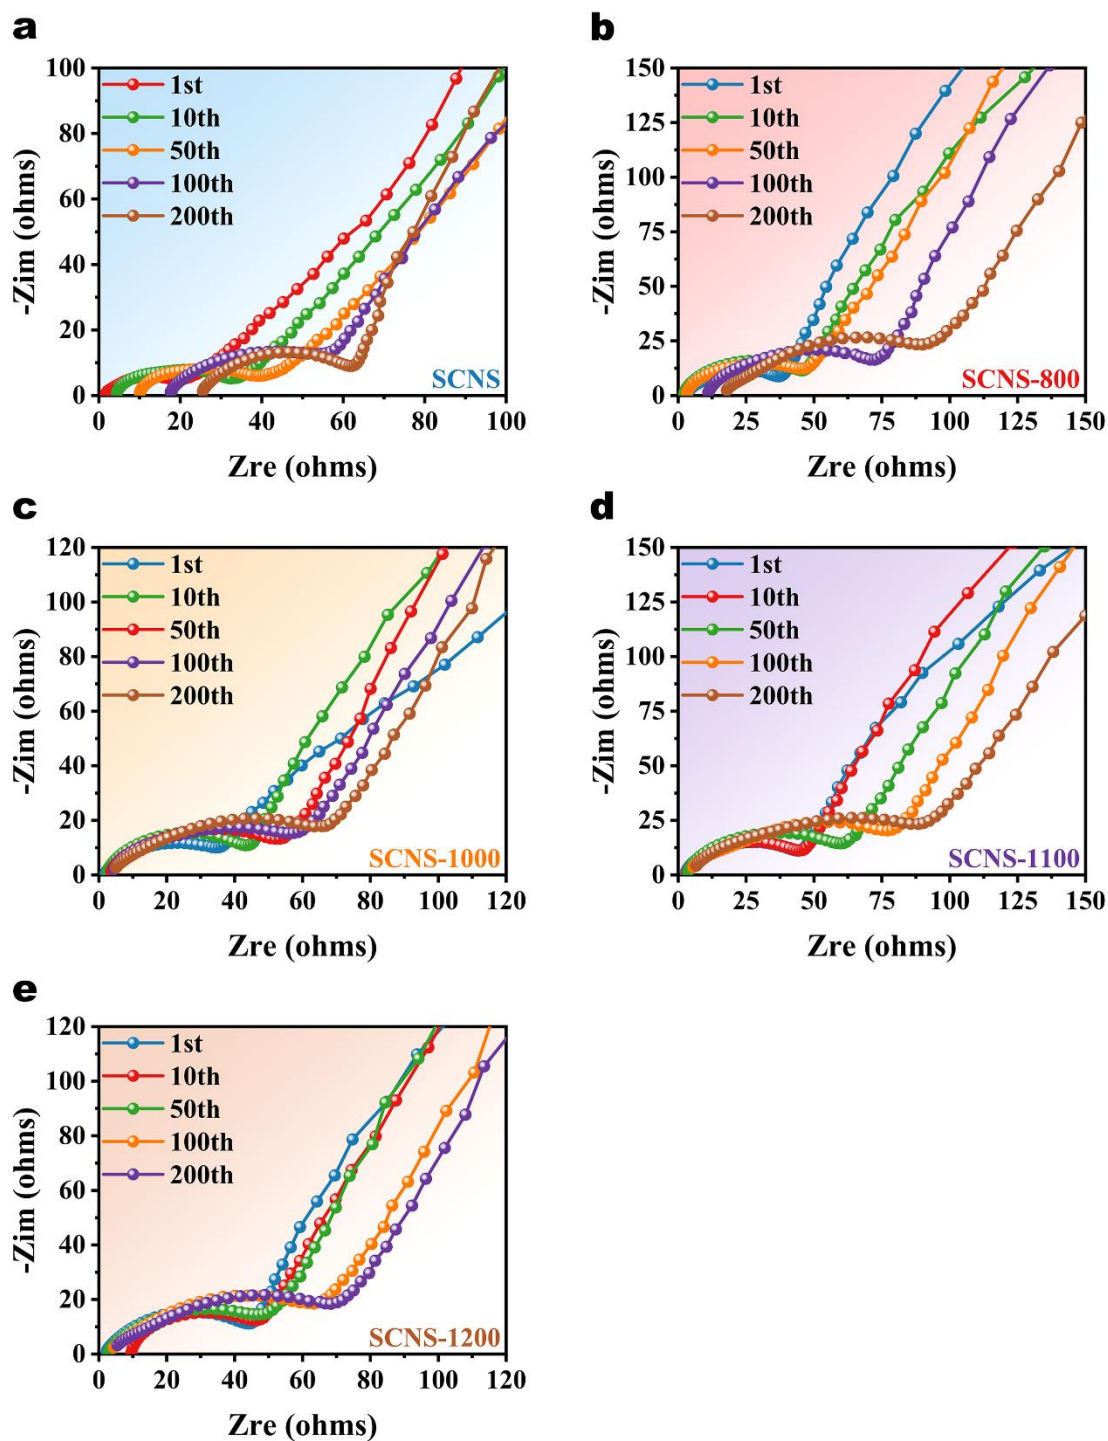 a
100
80
60
40
20
0
-Zim (ohms)
1st
10th
50th
100th
200th
SCNS
0 20 40 60 80 100
Zre (ohms)
b
150
125
100
75
50
25
0
-Zim (ohms)
1st
10th
50th
100th
200th
SCNS-800
0 25 50 75 100 125 150
Zre (ohms)
c
120
100
80
60
40
20
0
-Zim (ohms)
1st
10th
50th
100th
200th
SCNS-1000
0 20 40 60 80 100 120
Zre (ohms)
d
150
125
100
75
50
25
0
-Zim (ohms)
1st
10th
50th
100th
200th
SCNS-1100
0 25 50 75 100 125 150
Zre (ohms)
e
120
100
80
60
40
20
0
-Zim (ohms)
1st
10th
50th
100th
200th
SCNS-1200
0 20 40 60 80 100 120
Zre (ohms)